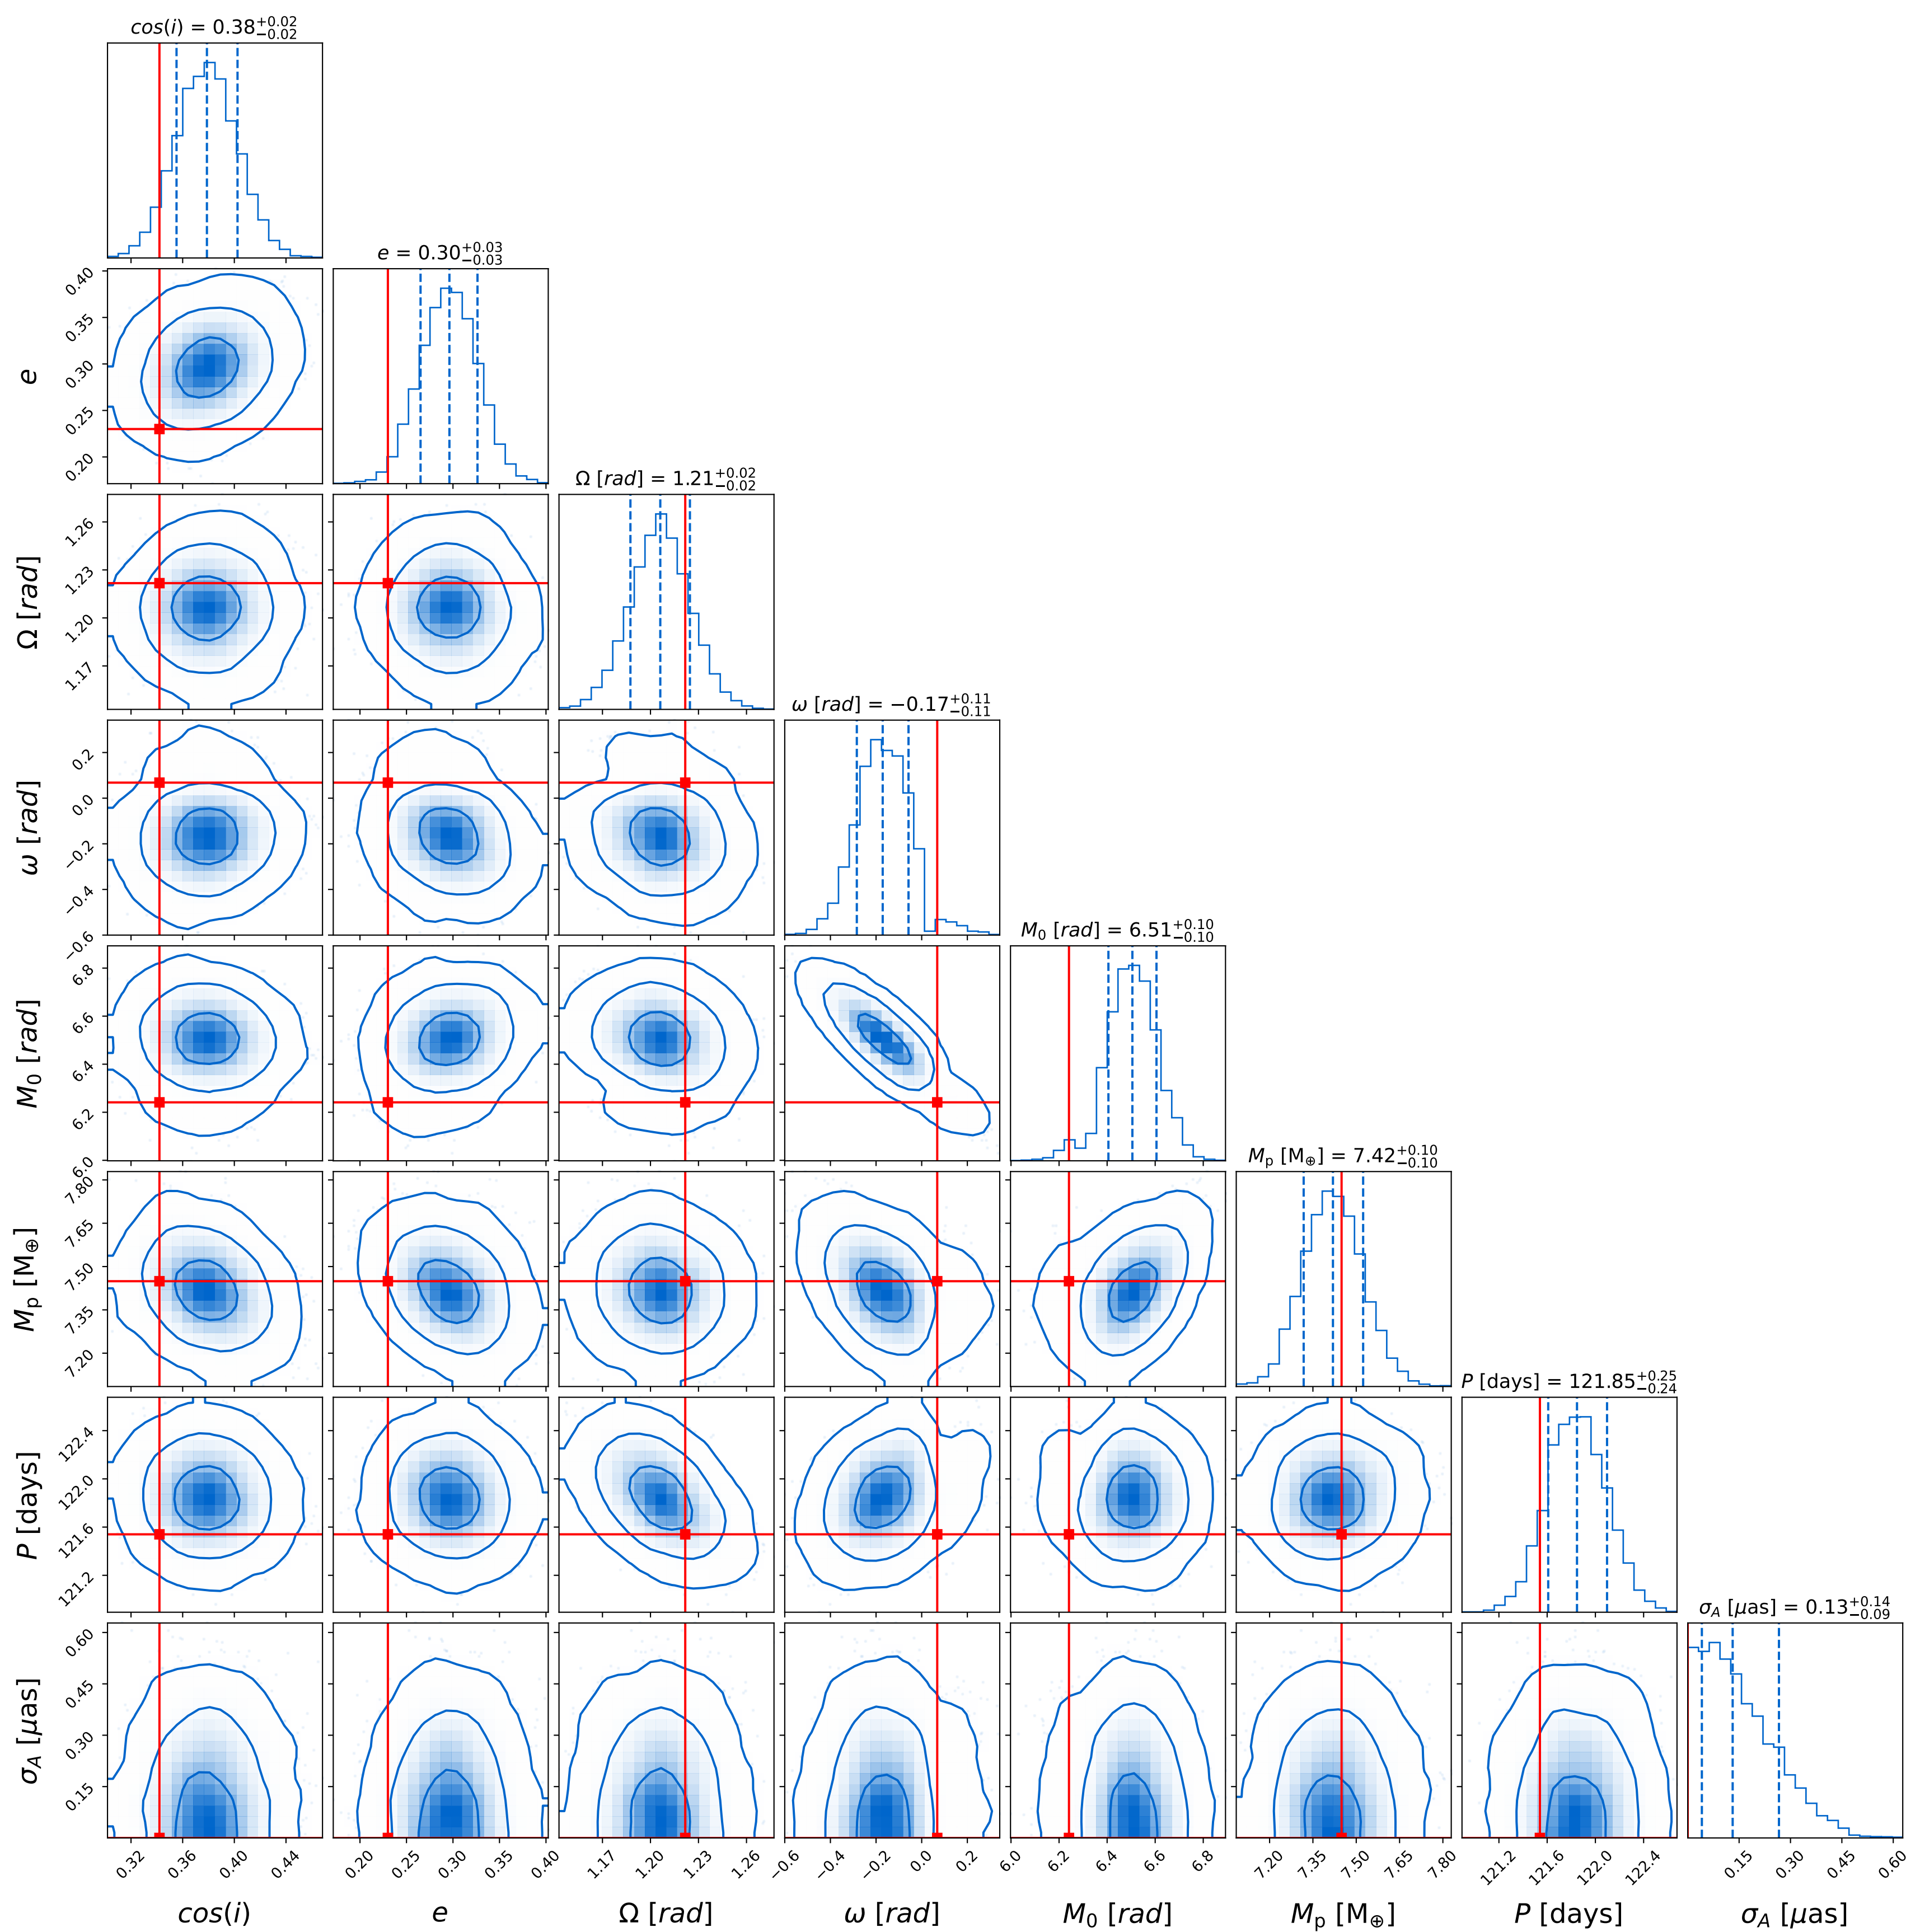 cos(i) = 0.38+0.02−0.02
e = 0.30+0.03−0.03
0.40
0.35
0.30
0.25
0.20
e
Ω [rad] = 1.21+0.02−0.02
1.26
1.23
1.20
1.17
Ω [rad]
ω [rad] = −0.17+0.11−0.11
0.2
0.0
−0.2
−0.4
−0.6
ω [rad]
M0 [rad] = 6.51+0.10−0.10
6.8
6.6
6.4
6.2
6.0
M0 [rad]
Mp [M⊕] = 7.42+0.10−0.10
7.80
7.65
7.50
7.35
7.20
Mp [M⊕]
P [days] = 121.85+0.25−0.24
122.4
122.0
121.6
121.2
P [days]
σA [μas] = 0.13+0.14−0.09
0.60
0.45
0.30
0.15
σA [μas]
0.32 0.36 0.40 0.44 0.20 0.25 0.30 0.35 0.40 1.17 1.20 1.23 1.26 −0.6 −0.4 −0.2 0.0 0.2 6.0 6.2 6.4 6.6 6.8 7.20 7.35 7.50 7.65 7.80 121.2 121.6 122.0 122.4 0.15 0.30 0.45 0.60
cos(i) e Ω [rad] ω [rad] M0 [rad] Mp [M⊕] P [days] σA [μas]